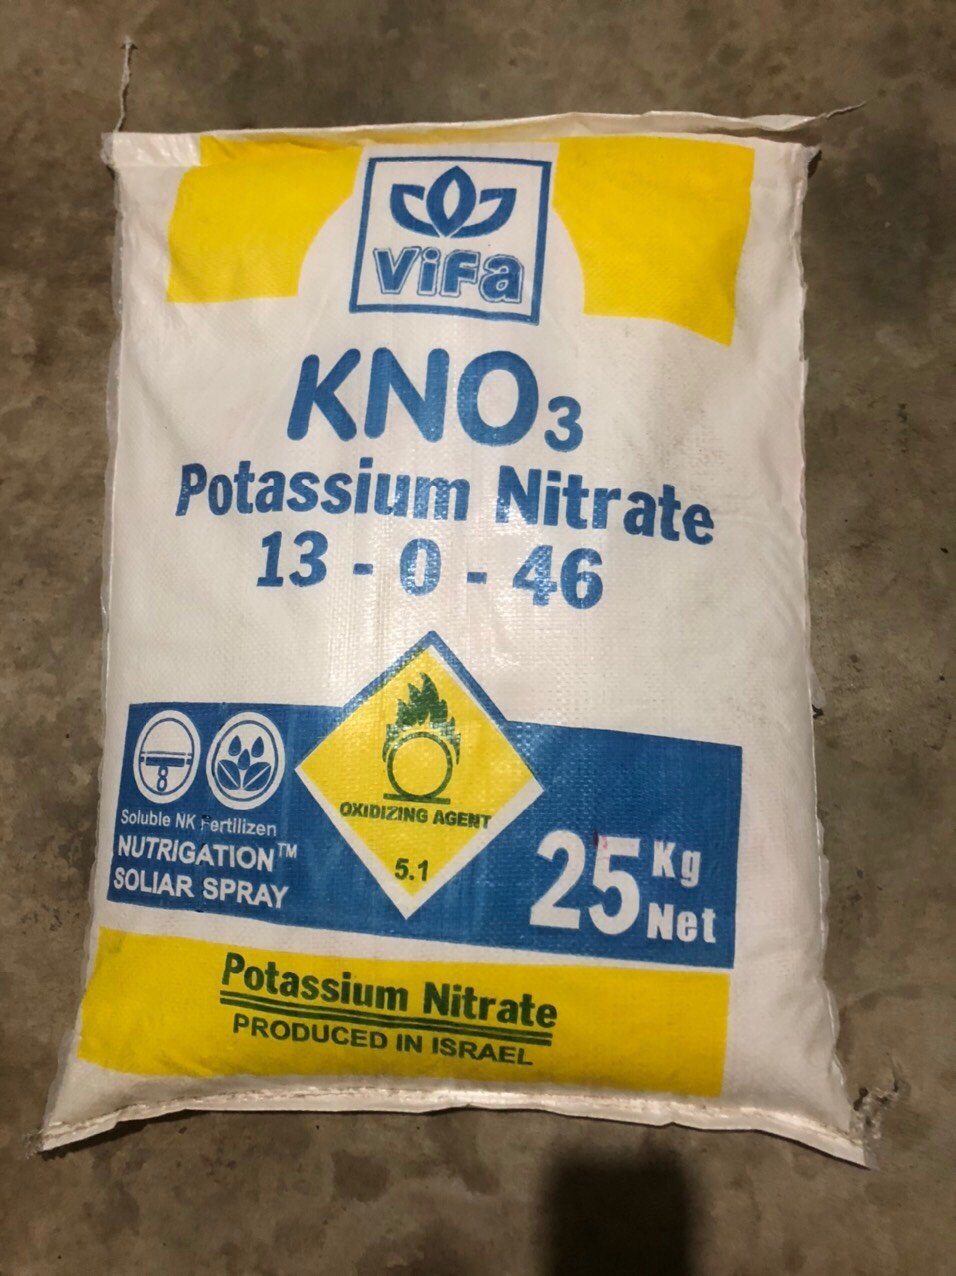 ViFa
KNO₃
Potassium Nitrate
13 - 0 - 46
8
OXIDIZING AGENT
5.1
Soluble NK Fertilizen
NUTRIGATION™
SOLIAR SPRAY
25 Kg
Net
Potassium Nitrate
PRODUCED IN ISRAEL